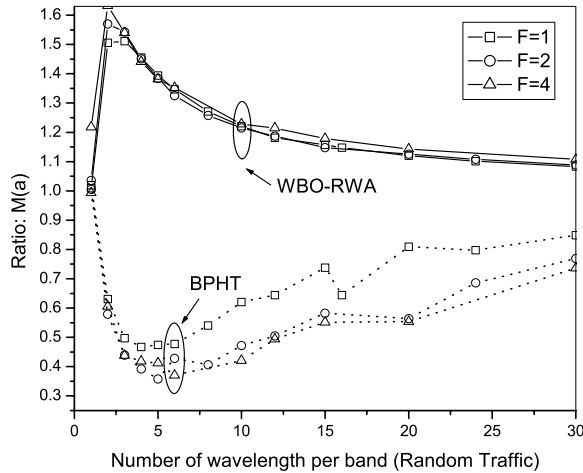 1.6
1.5
1.4
1.3
1.2
1.1
1.0
0.9
0.8
0.7
0.6
0.5
0.4
0.3
Ratio: M(a)
F=1
F=2
F=4
WBO-RWA
BPHT
0 5 10 15 20 25 30
Number of wavelength per band (Random Traffic)